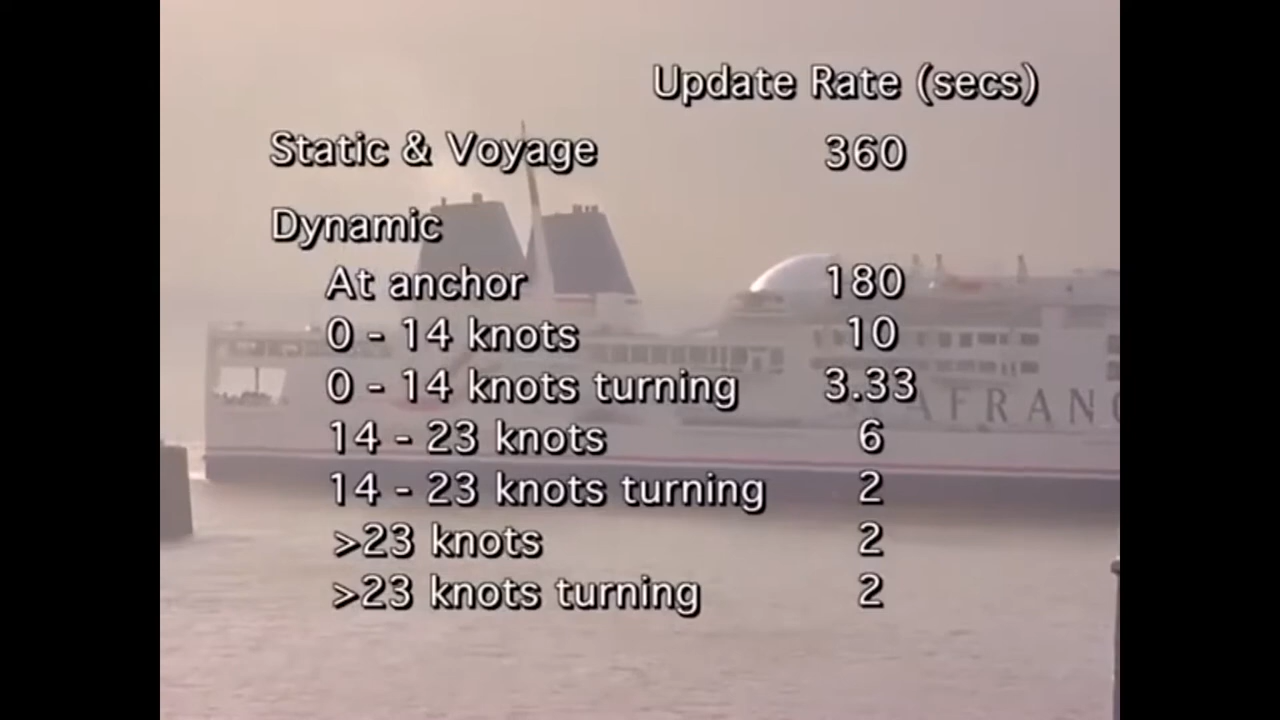 Update Rate (secs)
Static & Voyage 360
Dynamic
At anchor 180
0 - 14 knots 10
0 - 14 knots turning 3.33
14 - 23 knots 6
14 - 23 knots turning 2
>23 knots 2
>23 knots turning 2